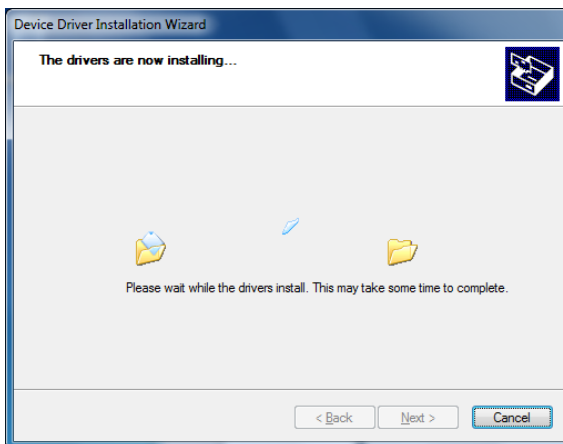 Device Driver Installation Wizard
The drivers are now installing...
Please wait while the drivers install. This may take some time to complete.
< Back
Next >
Cancel